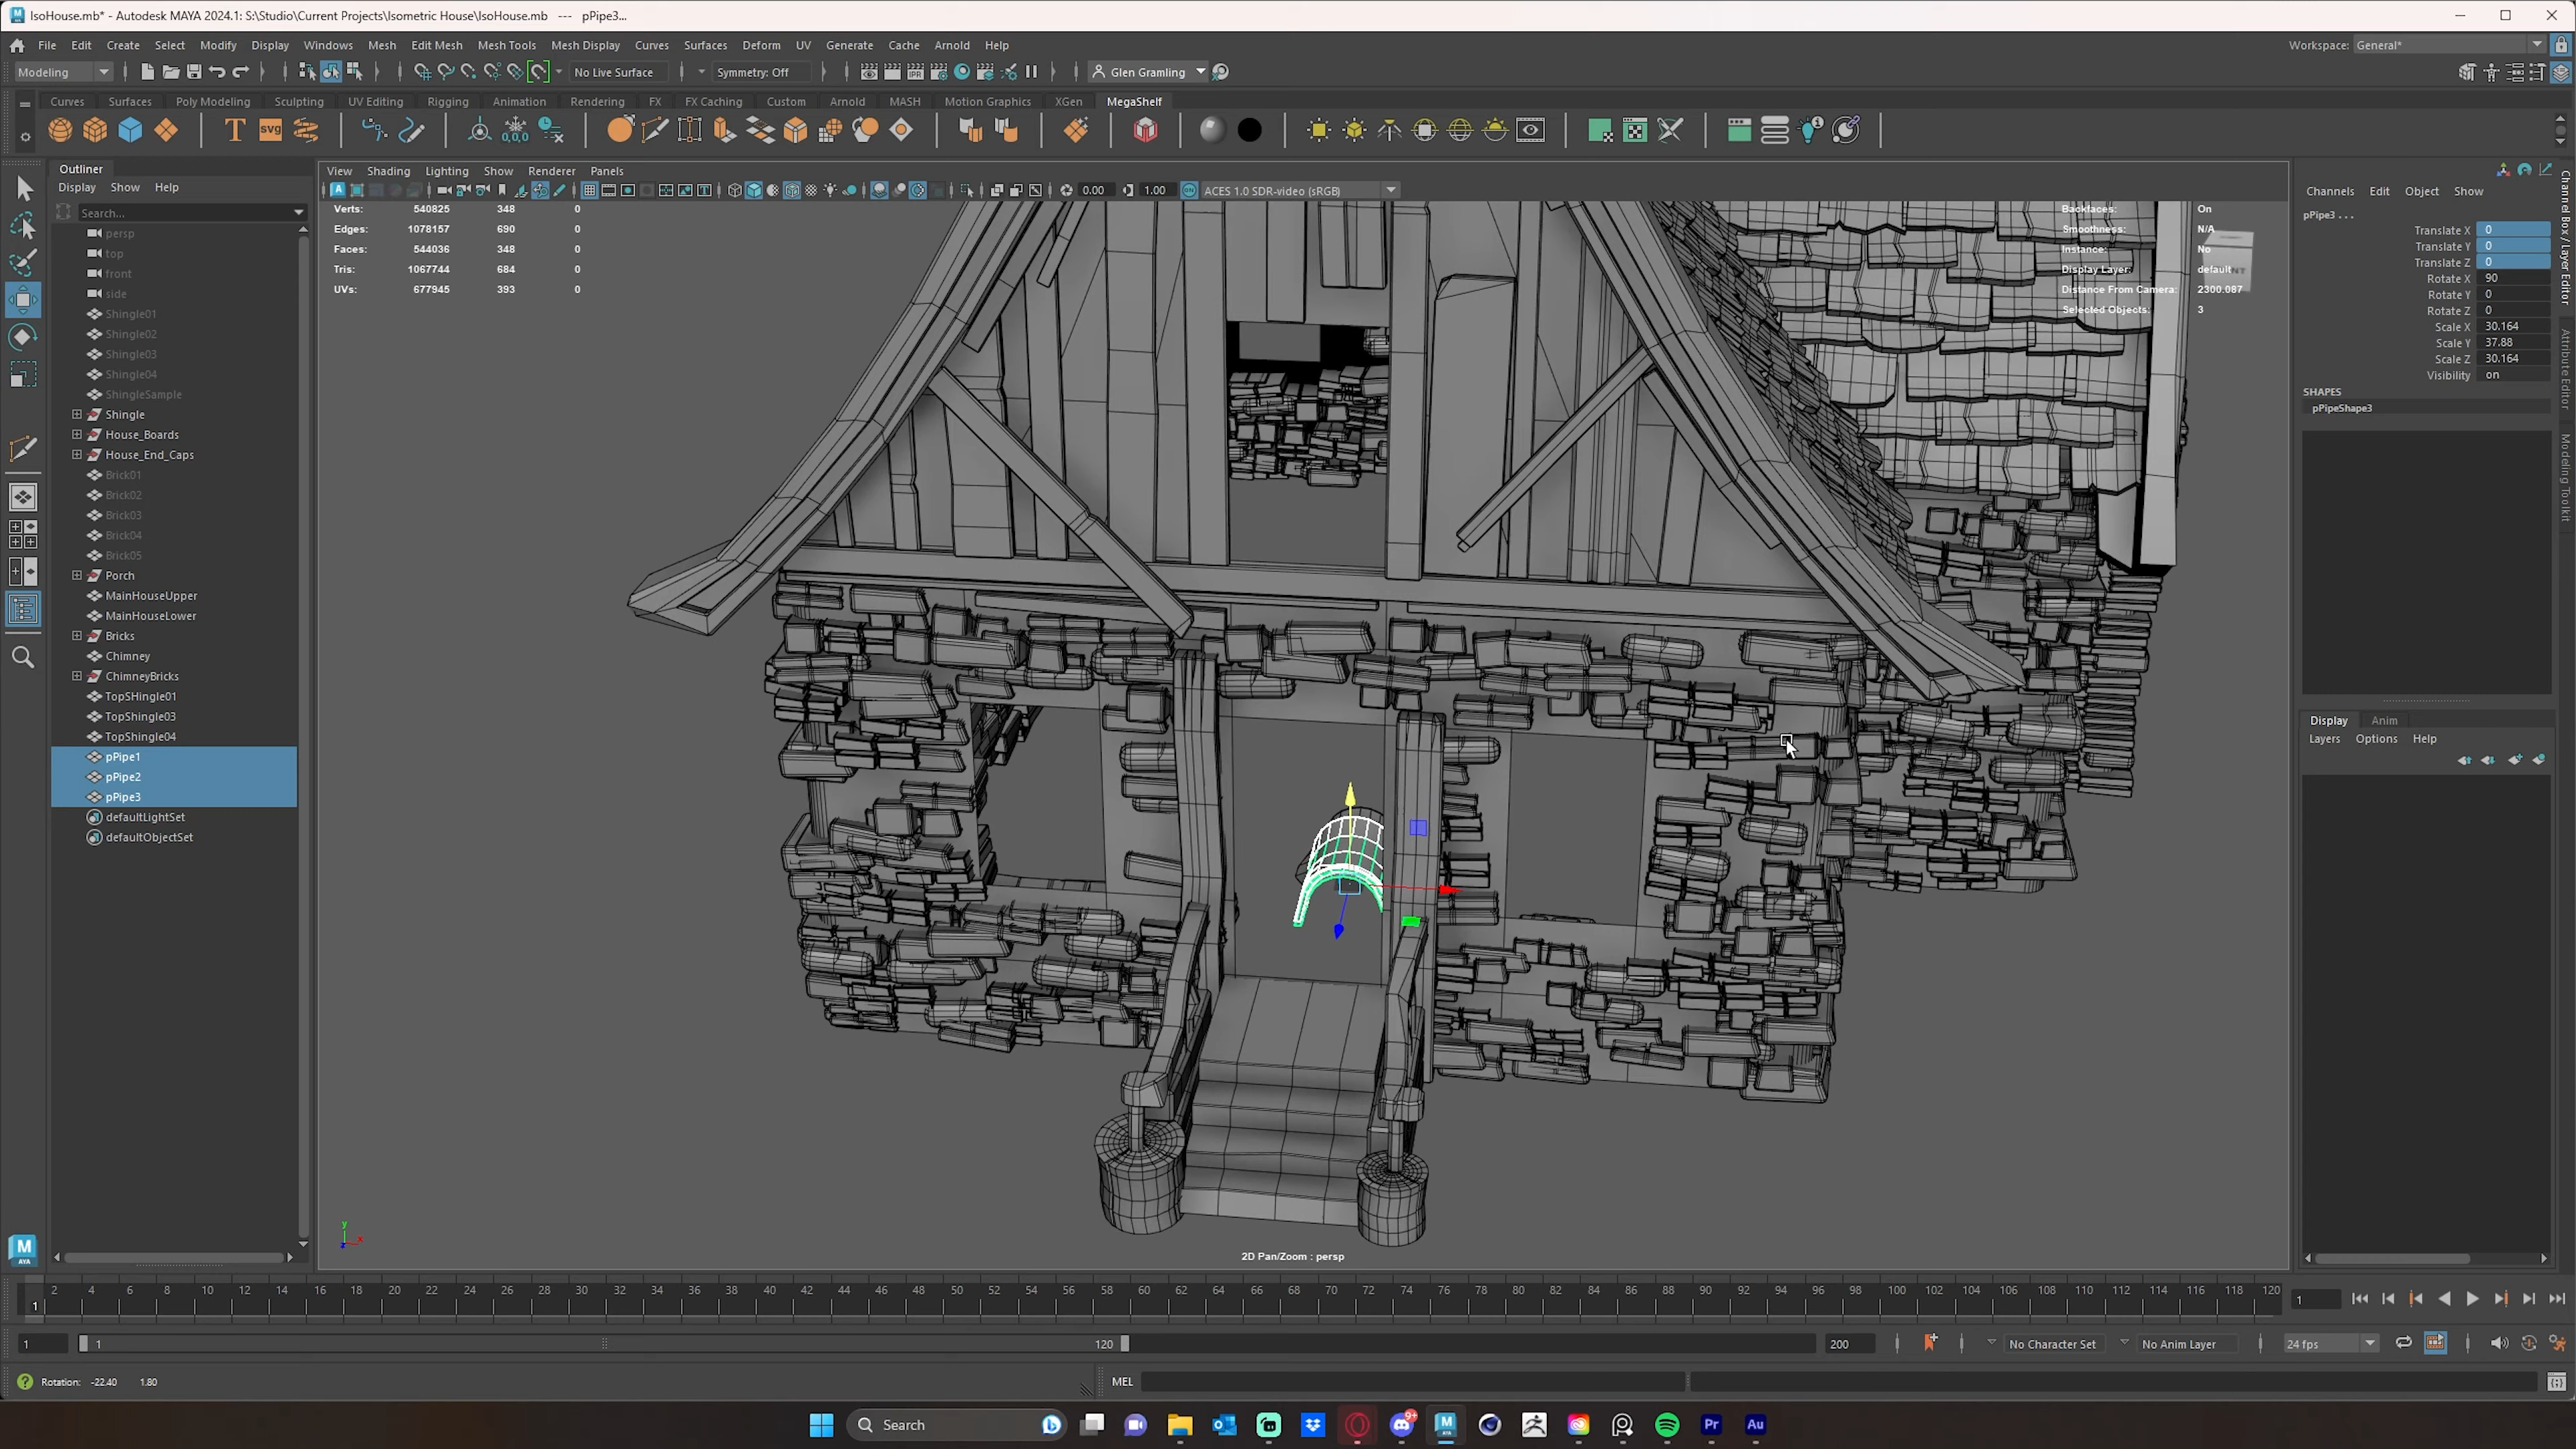 IsoHouse.mb* - Autodesk MAYA 2024.1: S:\Studio\Current Projects\Isometric House\IsoHouse.mb --- pPipe3...
File Edit Create Select Modify Display Windows Mesh Edit Mesh Mesh Tools Mesh Display Curves Surfaces Deform UV Generate Cache Arnold Help
Workspace: General*
Modeling No Live Surface Symmetry: Off Glen Gramling
Curves Surfaces Poly Modeling Sculpting UV Editing Rigging Animation Rendering FX FX Caching Custom Arnold MASH Motion Graphics XGen MegaShelf
Outliner
Display Show Help
Search...
persp
top
front
side
Shingle01
Shingle02
Shingle03
Shingle04
ShingleSample
Shingle
House_Boards
House_End_Caps
Brick01
Brick02
Brick03
Brick04
Brick05
Porch
MainHouseUpper
MainHouseLower
Bricks
Chimney
ChimneyBricks
TopSHingle01
TopShingle03
TopShingle04
pPipe1
pPipe2
pPipe3
defaultLightSet
defaultObjectSet
View Shading Lighting Show Renderer Panels
0.00 1.00 ACES 1.0 SDR-video (sRGB)
Verts: 540825 348 0
Edges: 1078157 690 0
Faces: 544036 348 0
Tris: 1067744 684 0
UVs: 677945 393 0
Backfaces: On
Smoothness: N/A
Instance: No
Display Layer: default
Distance From Camera: 2300.087
Selected Objects: 3
2D Pan/Zoom : persp
y
x
z
Channels Edit Object Show
pPipe3 . . .
Translate X 0
Translate Y 0
Translate Z 0
Rotate X 90
Rotate Y 0
Rotate Z 0
Scale X 30.164
Scale Y 37.88
Scale Z 30.164
Visibility on
SHAPES
pPipeShape3
Channel Box / Layer Editor
Attribute Editor
Modeling Toolkit
Display Anim
Layers Options Help
2 4 6 8 10 12 14 16 18 20 22 24 26 28 30 32 34 36 38 40 42 44 46 48 50 52 54 56 58 60 62 64 66 68 70 72 74 76 78 80 82 84 86 88 90 92 94 96 98 100 102 104 106 108 110 112 114 116 118 120
1 1
1 1 120 200 No Character Set No Anim Layer 24 fps
Rotation: -22.40 1.80 MEL
M
AYA
Search
9+
M
AYA
Pr
Au